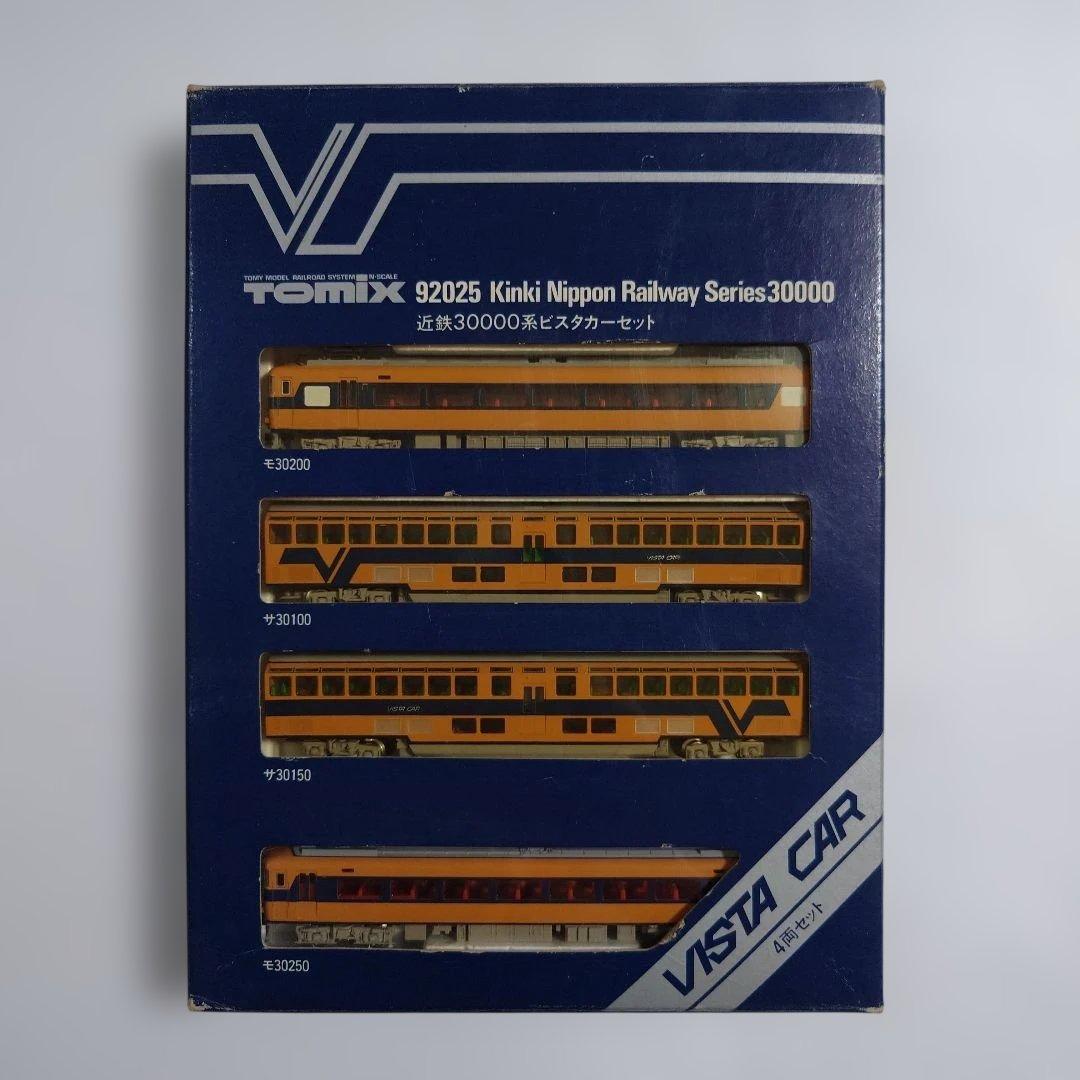 TOMY MODEL RAILROAD SYSTEM N-SCALE
TOMIX 92025 Kinki Nippon Railway Series30000
近鉄30000系ビスタカーセット
モ30200
VISTA CAR
サ30100
VISTA CAR
サ30150
モ30250
VISTA CAR
4両セット